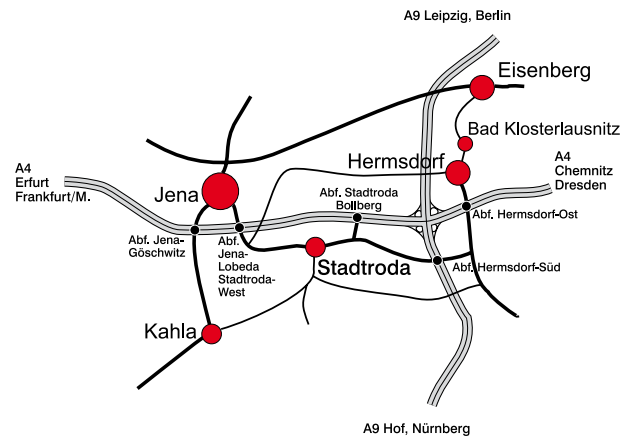 A9 Leipzig, Berlin
Eisenberg
Bad Klosterlausnitz
Hermsdorf
A4
Chemnitz
Dresden
A4
Erfurt
Frankfurt/M.
Jena
Abf. Stadtroda
Bollberg
Abf. Hermsdorf-Ost
Abf. Jena-
Göschwitz
Abf.
Jena-
Lobeda
Stadtroda-
West
Stadtroda
Abf. Hermsdorf-Süd
Kahla
A9 Hof, Nürnberg